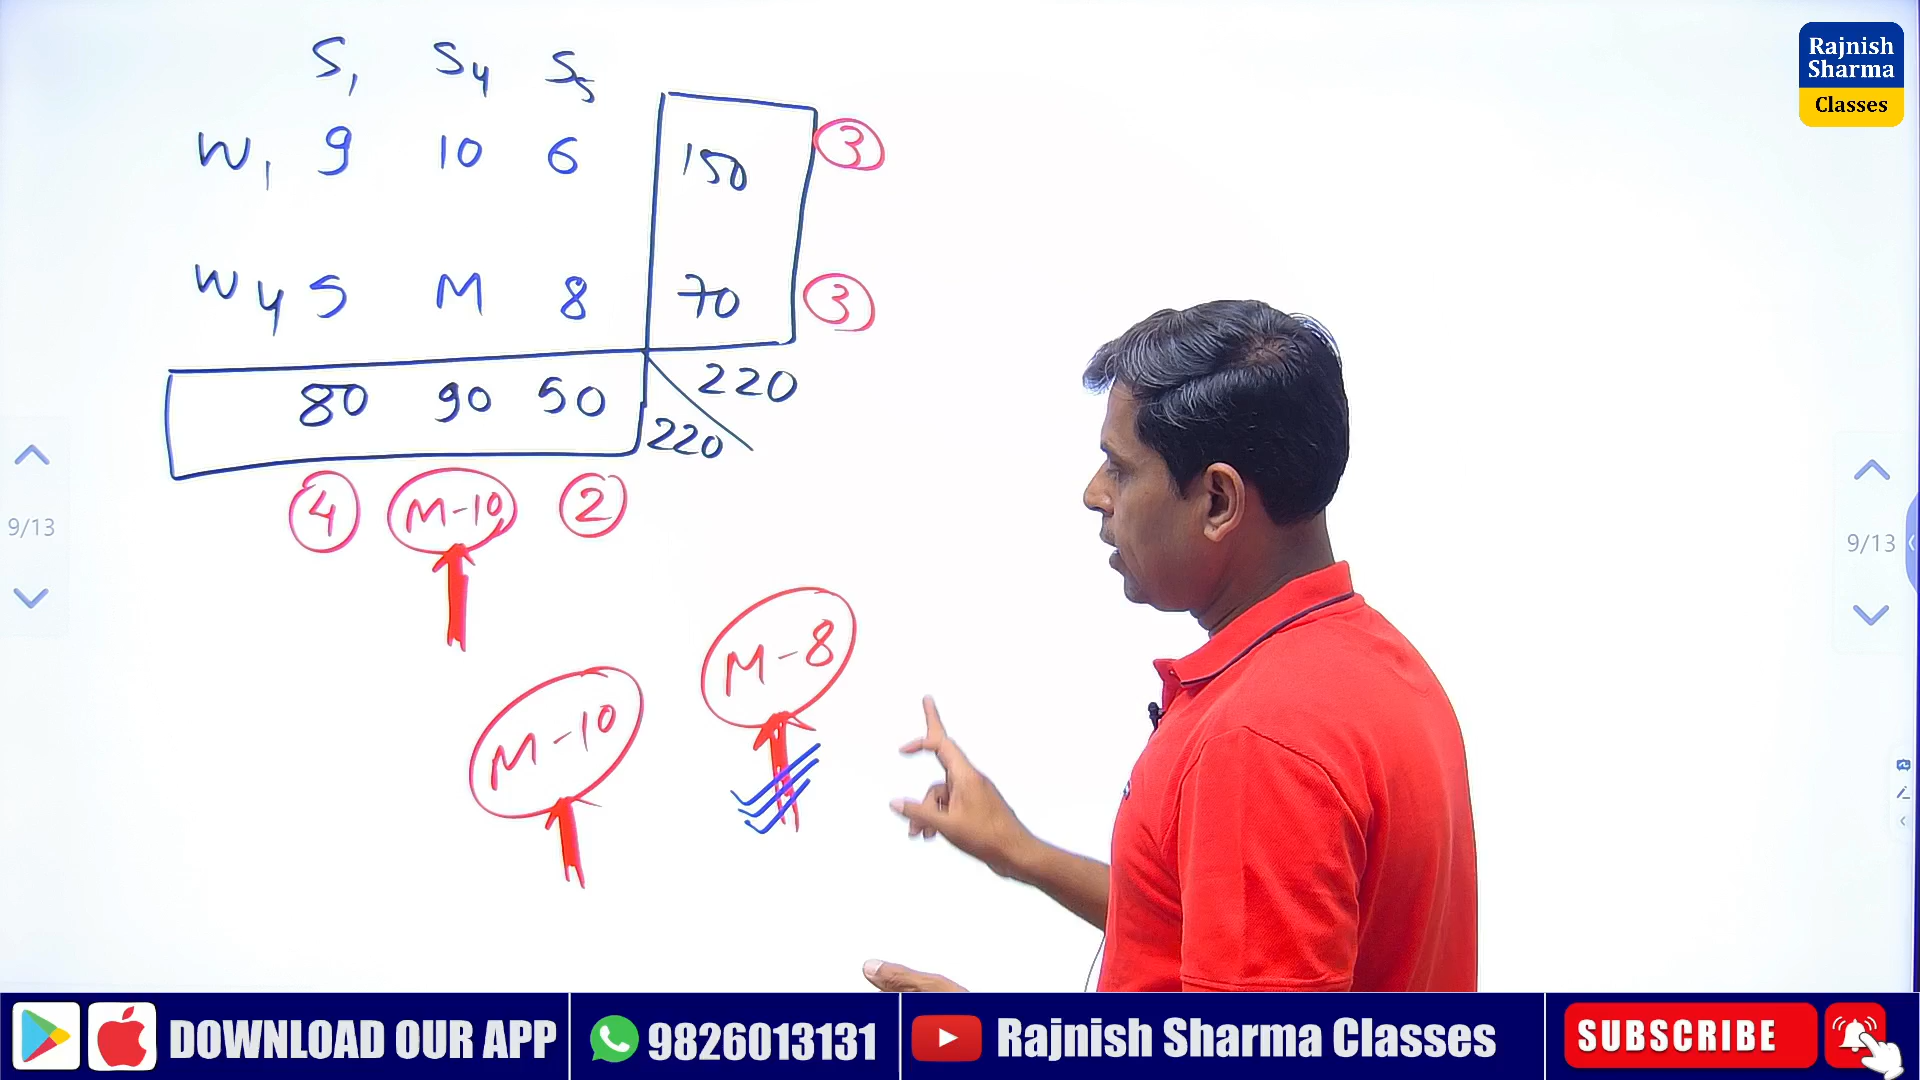 S1 S4 S5
W1 9 10 6 150 3
W4 5 M 8 70 3
80 90 50 220
220
4 M-10 2
M-10
M-8
9/13
9/13
Rajnish
Sharma
Classes
DOWNLOAD OUR APP
9826013131
Rajnish Sharma Classes
SUBSCRIBE